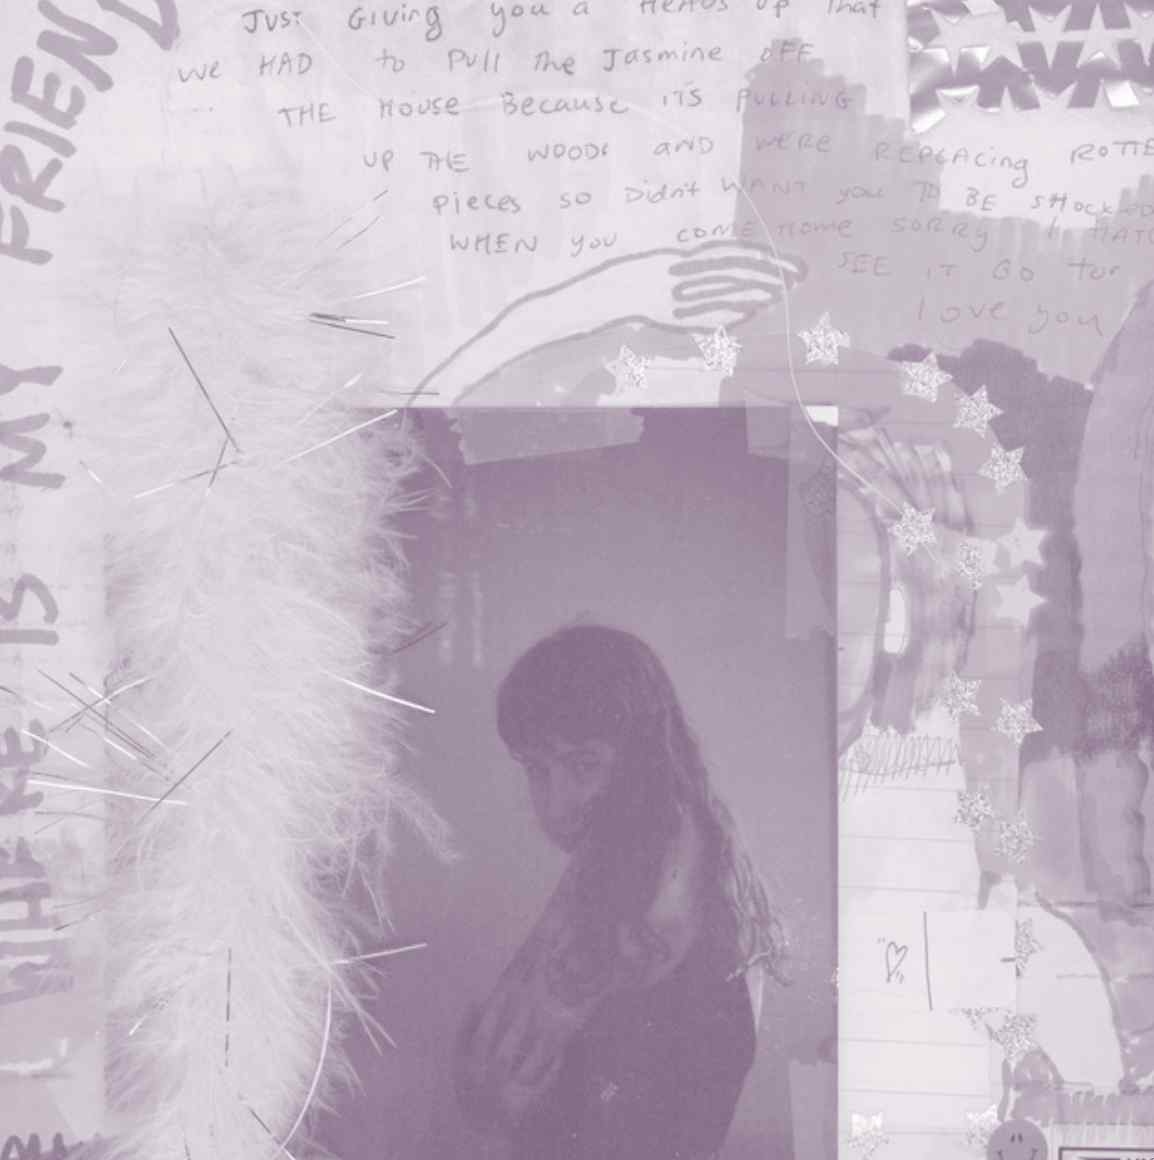 JUST GIVING you a HEADS up That
we HAD to Pull the Jasmine OFF
THE House Because ITS PULLING
UP THE WOOD AND WERE REPLACING
Pieces so Didn't WANT you TO BE SHOCKED
WHEN you COME Home SORRY I
SEE IT GO Too
love you
WHERE IS MY FRIEND